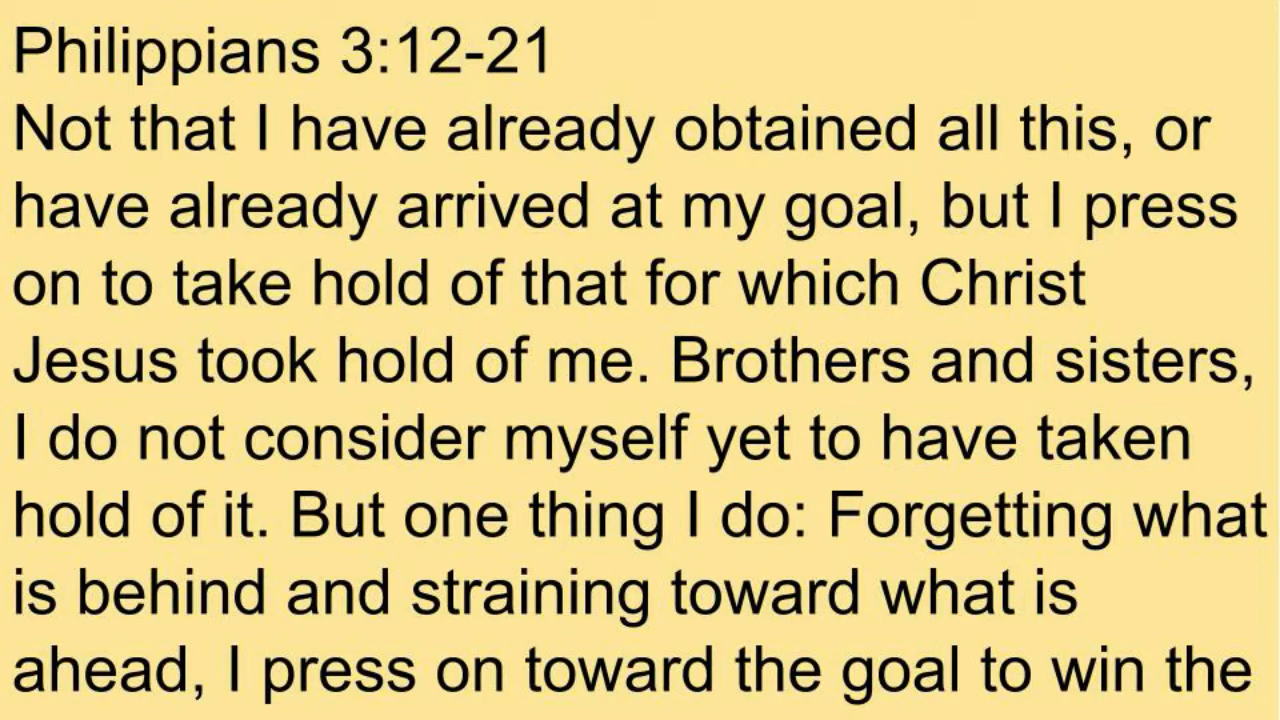 Philippians 3:12-21
Not that I have already obtained all this, or
have already arrived at my goal, but I press
on to take hold of that for which Christ
Jesus took hold of me. Brothers and sisters,
I do not consider myself yet to have taken
hold of it. But one thing I do: Forgetting what
is behind and straining toward what is
ahead, I press on toward the goal to win the